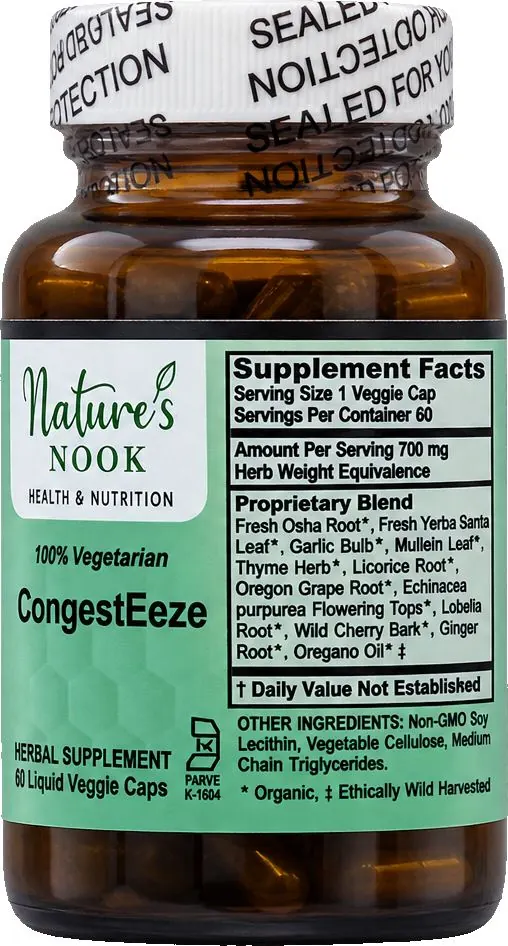 SEALED FOR YOUR
PROTECTION
Nature's
NOOK
HEALTH & NUTRITION
100% Vegetarian
CongestEeze
HERBAL SUPPLEMENT
60 Liquid Veggie Caps
K
PARVE
K-1604
Supplement Facts
Serving Size 1 Veggie Cap
Servings Per Container 60
Amount Per Serving 700 mg
Herb Weight Equivalence
Proprietary Blend
Fresh Osha Root*, Fresh Yerba Santa
Leaf*, Garlic Bulb*, Mullein Leaf*,
Thyme Herb*, Licorice Root*,
Oregon Grape Root*, Echinacea
purpurea Flowering Tops*, Lobelia
Root*, Wild Cherry Bark*, Ginger
Root*, Oregano Oil* ‡
† Daily Value Not Established
OTHER INGREDIENTS: Non-GMO Soy
Lecithin, Vegetable Cellulose, Medium
Chain Triglycerides.
* Organic, ‡ Ethically Wild Harvested